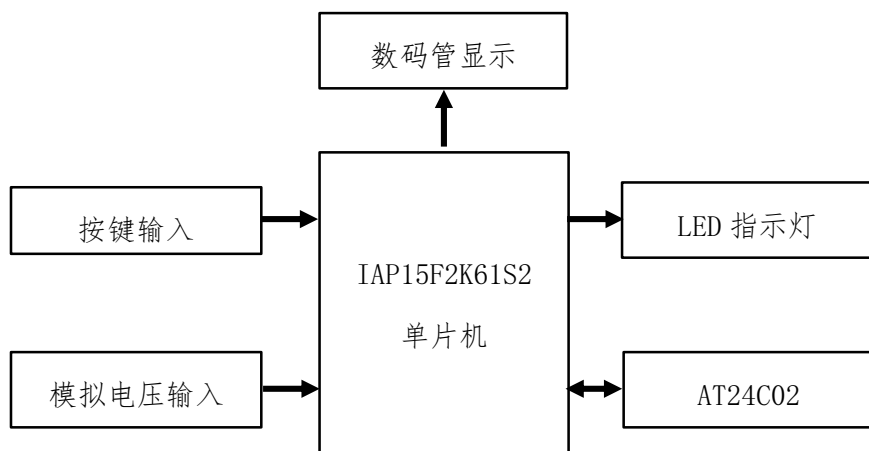 数码管显示
按键输入
LED 指示灯
IAP15F2K61S2
单片机
模拟电压输入
AT24C02